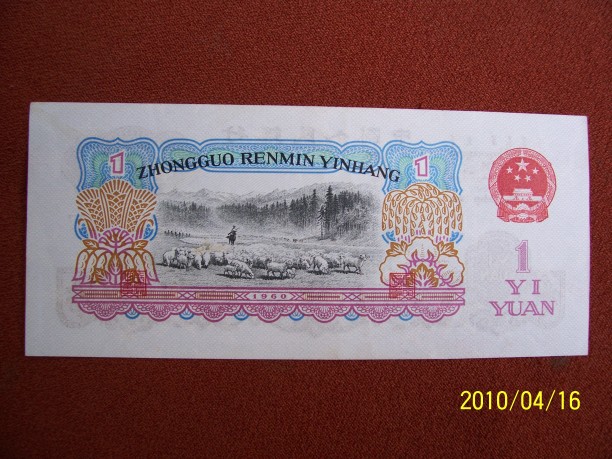 ZHONGGUO RENMIN YINHANG
1
1
1960
1
YI
YUAN
2010/04/16